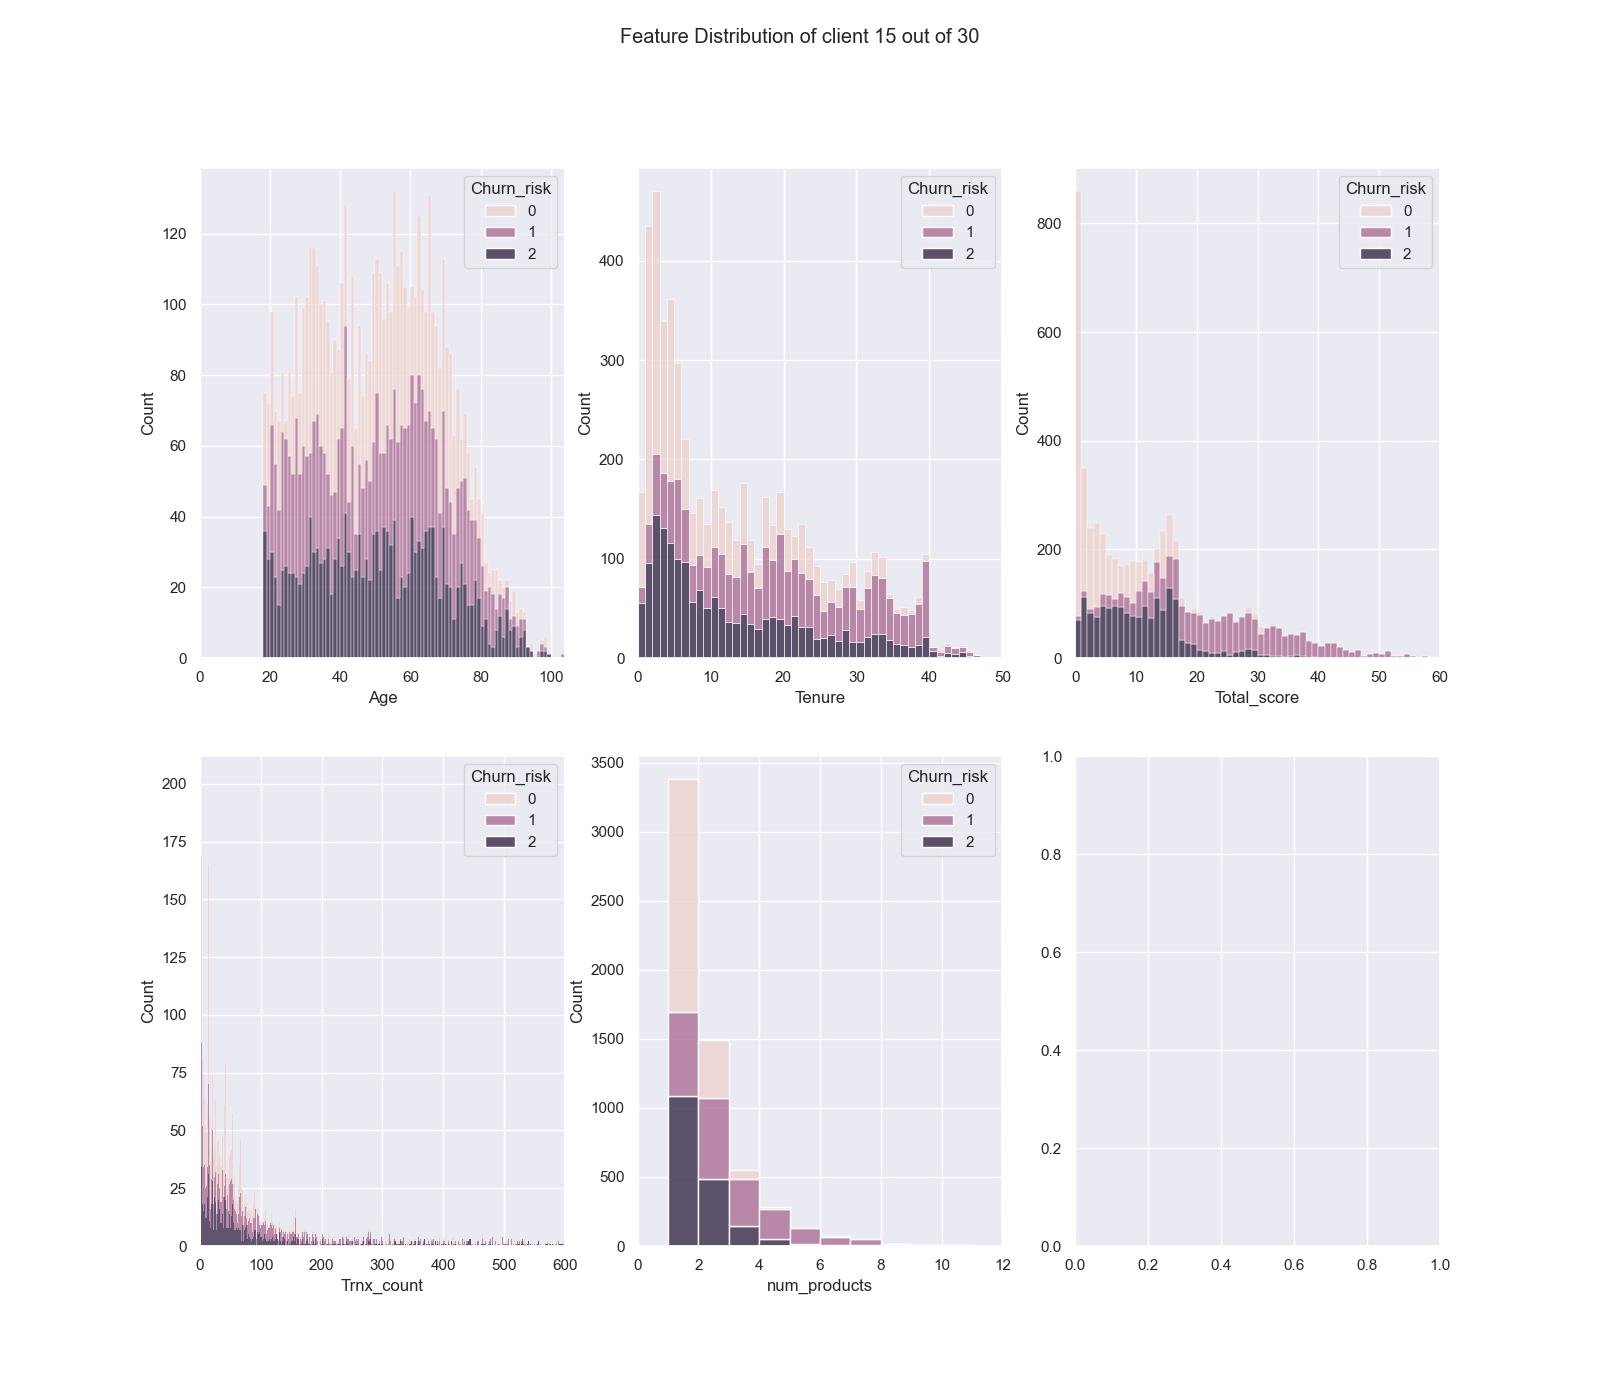 Feature Distribution of client 15 out of 30
Churn_risk
0
1
2
120
100
80
60
40
20
0
Count
0 20 40 60 80 100
Age
Churn_risk
0
1
2
400
300
200
100
0
Count
0 10 20 30 40 50
Tenure
Churn_risk
0
1
2
800
600
400
200
0
Count
0 10 20 30 40 50 60
Total_score
Churn_risk
0
1
2
200
175
150
125
100
75
50
25
0
Count
0 100 200 300 400 500 600
Trnx_count
Churn_risk
0
1
2
3500
3000
2500
2000
1500
1000
500
0
Count
0 2 4 6 8 10 12
num_products
1.0
0.8
0.6
0.4
0.2
0.0
0.0 0.2 0.4 0.6 0.8 1.0